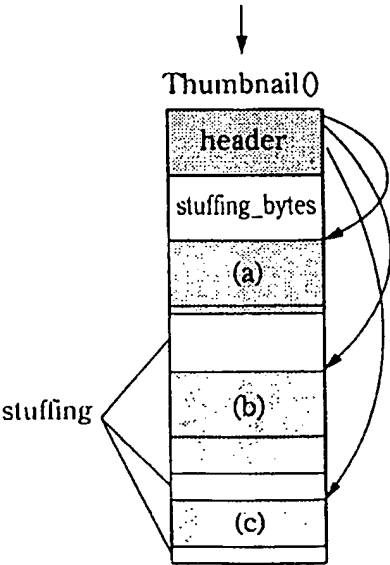 Thumbnail()
header
stuffing_bytes
(a)
stuffing
(b)
(c)